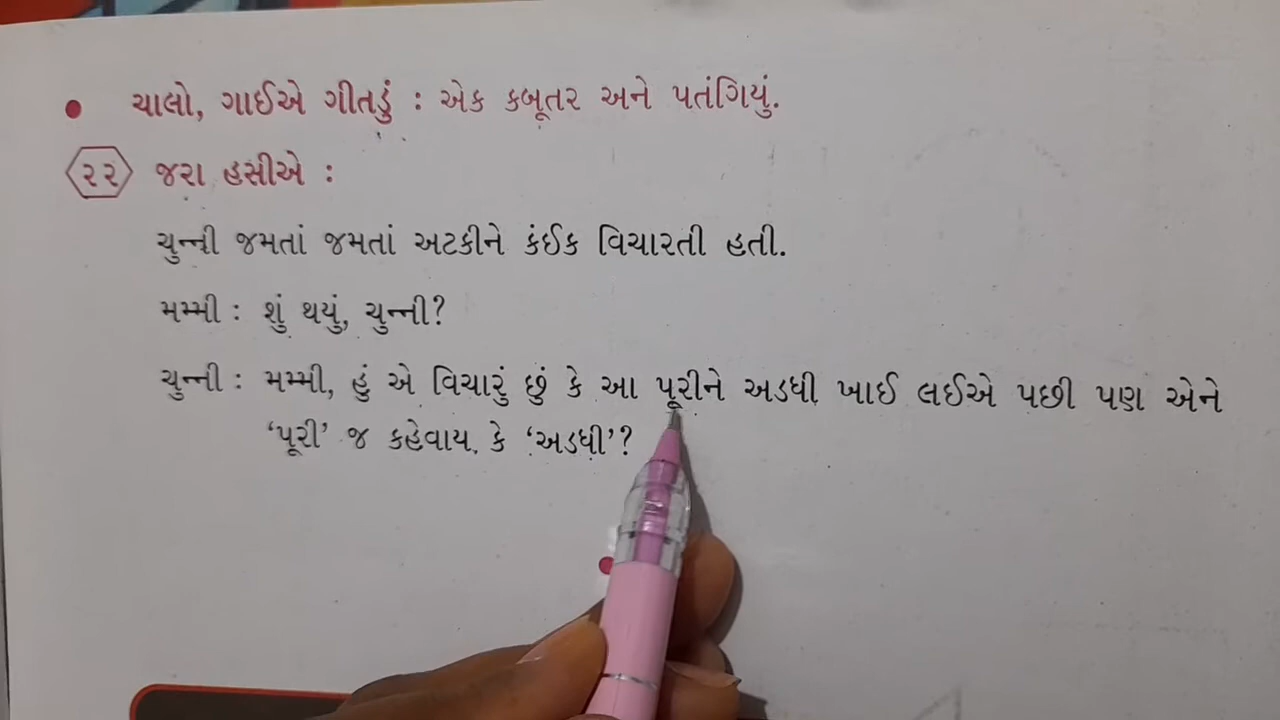 • ચાલો, ગાઈએ ગીતડું : એક કબૂતર અને પતંગિયું.
૨૨ જરા હસીએ :
ચુન્ની જમતાં જમતાં અટકીને કંઈક વિચારતી હતી.
મમ્મી : શું થયું, ચુન્ની?
ચુન્ની : મમ્મી, હું એ વિચારું છું કે આ પૂરીને અડધી ખાઈ લઈએ પછી પણ એને
‘પૂરી’ જ કહેવાય કે ‘અડધી’?